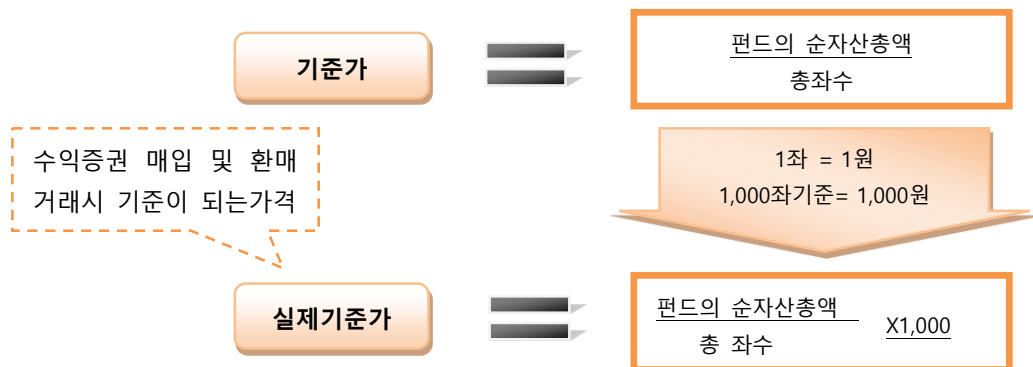 기준가
펀드의 순자산총액
총좌수
수익증권 매입 및 환매
거래시 기준이 되는가격
1좌 = 1원
1,000좌기준= 1,000원
실제기준가
펀드의 순자산총액
총 좌수
X1,000